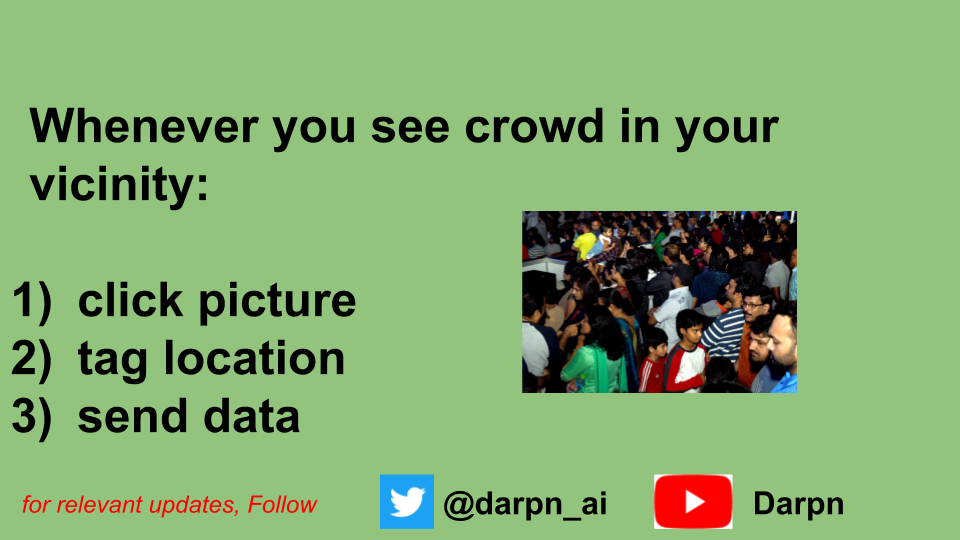 Whenever you see crowd in your
vicinity:
1) click picture
2) tag location
3) send data
for relevant updates, Follow
@darpn_ai
Darpn